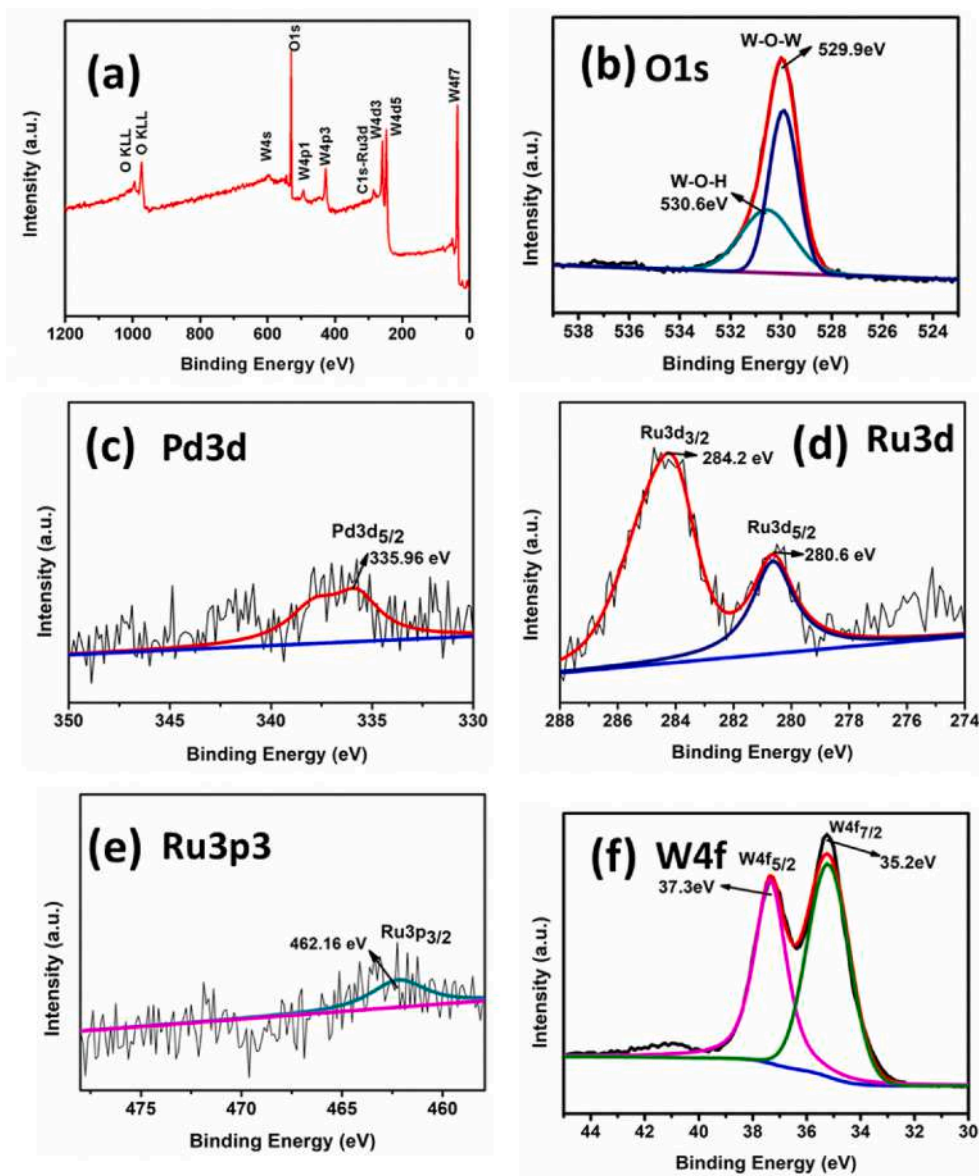 (a)
O KLL
O KLL
W4s
O1s
W4p1
W4p3
C1s-Ru3d
W4d3
W4d5
W4f7
Intensity (a.u.)
1200 1000 800 600 400 200 0
Binding Energy (eV)
(b) O1s
W-O-W
529.9eV
W-O-H
530.6eV
Intensity (a.u.)
538 536 534 532 530 528 526 524
Binding Energy (eV)
(c) Pd3d
Pd3d5/2
335.96 eV
Intensity (a.u.)
350 345 340 335 330
Binding Energy (eV)
(d) Ru3d
Ru3d3/2
284.2 eV
Ru3d5/2
280.6 eV
Intensity (a.u.)
288 286 284 282 280 278 276 274
Binding Energy (eV)
(e) Ru3p3
Ru3p3/2
462.16 eV
Intensity (a.u.)
475 470 465 460
Binding Energy (eV)
(f) W4f
W4f7/2
35.2eV
W4f5/2
37.3eV
Intensity (a.u.)
44 42 40 38 36 34 32 30
Binding Energy (eV)